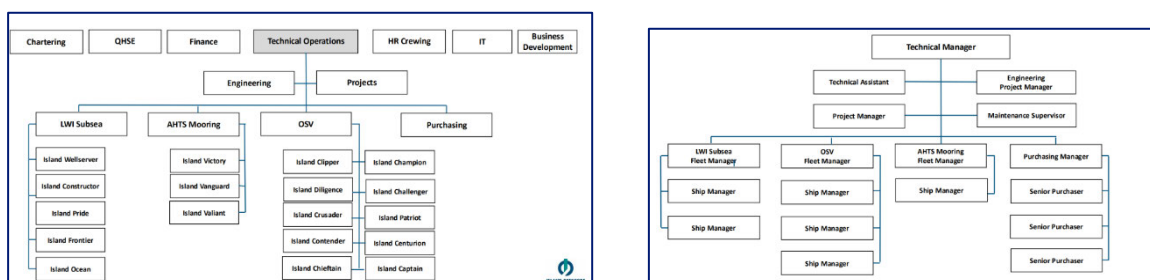 Chartering
QHSE
Finance
Technical Operations
HR Crewing
IT
Business
Development
Engineering
Projects
LWI Subsea
AHTS Mooring
OSV
Purchasing
Island Wellserver
Island Constructor
Island Pride
Island Frontier
Island Ocean
Island Victory
Island Vanguard
Island Valiant
Island Clipper
Island Diligence
Island Crusader
Island Contender
Island Chieftain
Island Champion
Island Challenger
Island Patriot
Island Centurion
Island Captain
Technical Manager
Technical Assistant
Engineering
Project Manager
Project Manager
Maintenance Supervisor
LWI Subsea
Fleet Manager
OSV
Fleet Manager
AHTS Mooring
Fleet Manager
Purchasing Manager
Ship Manager
Ship Manager
Ship Manager
Ship Manager
Ship Manager
Ship Manager
Senior Purchaser
Senior Purchaser
Senior Purchaser